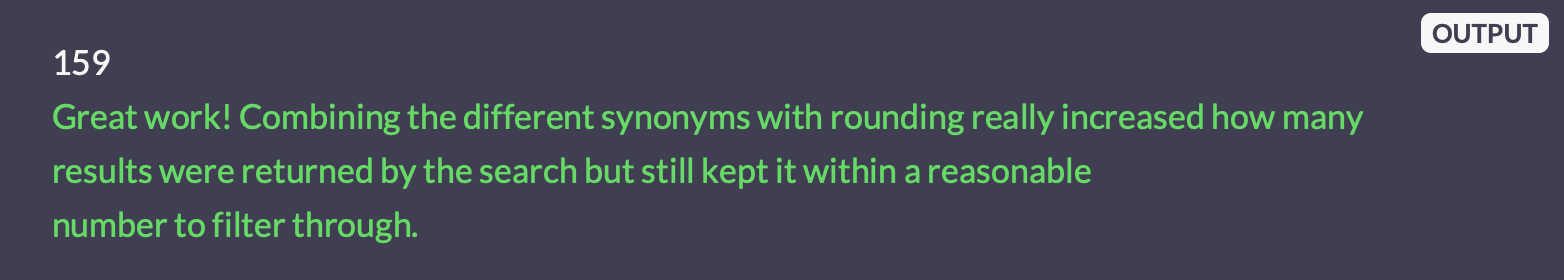 OUTPUT
159
Great work! Combining the different synonyms with rounding really increased how many
results were returned by the search but still kept it within a reasonable
number to filter through.